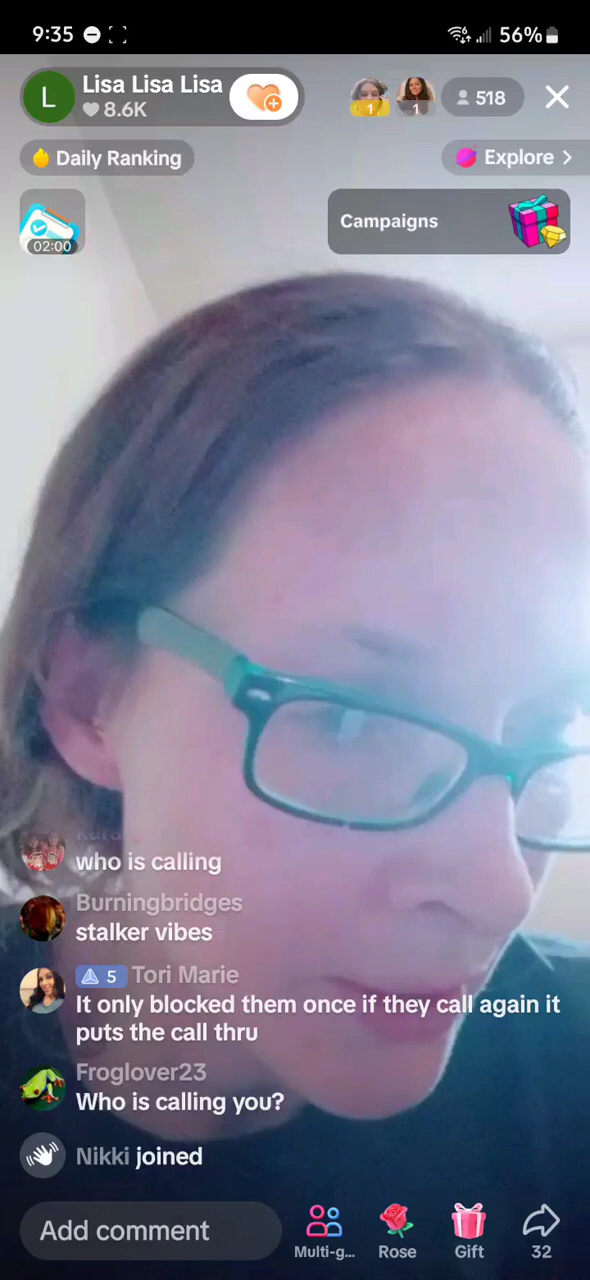 9:35
56%
L
Lisa Lisa Lisa
8.6K
1
1
518
Daily Ranking
Explore
02:00
Campaigns
who is calling
Burningbridges
stalker vibes
5 Tori Marie
It only blocked them once if they call again it
puts the call thru
Froglover23
Who is calling you?
Nikki joined
Add comment
Multi-g...
Rose
Gift
32